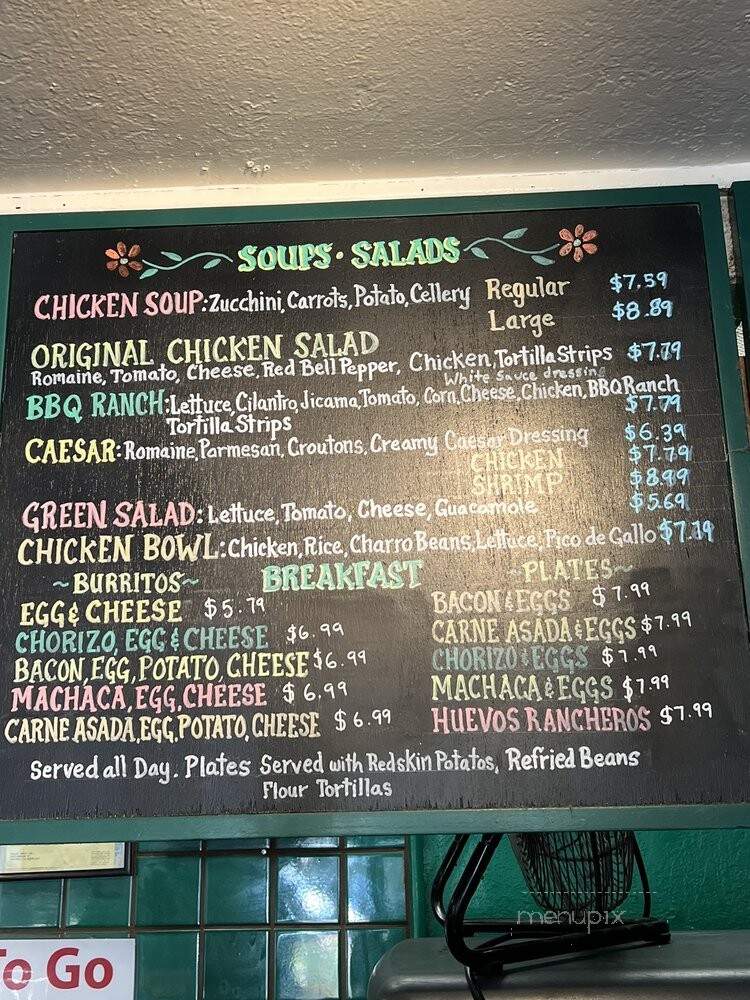 SOUPS · SALADS
CHICKEN SOUP: Zucchini, Carrots, Potato, Cellery Regular $7.59
Large $8.89
ORIGINAL CHICKEN SALAD
Romaine, Tomato, Cheese, Red Bell Pepper, Chicken, Tortilla Strips $7.79
White Sauce dressing
BBQ RANCH: Lettuce, Cilantro, Jicama, Tomato, Corn, Cheese, Chicken, BBQ Ranch
Tortilla Strips $7.79
CAESAR: Romaine, Parmesan, Croutons, Creamy Caesar Dressing $6.39
CHICKEN $7.79
SHRIMP $8.99
GREEN SALAD: Lettuce, Tomato, Cheese, Guacamole $5.69
CHICKEN BOWL: Chicken, Rice, Charro Beans, Lettuce, Pico de Gallo $7.19
BREAKFAST
~BURRITOS~
EGG & CHEESE $5.79
CHORIZO, EGG & CHEESE $6.99
BACON, EGG, POTATO, CHEESE $6.99
MACHACA, EGG, CHEESE $6.99
CARNE ASADA, EGG, POTATO, CHEESE $6.99
~PLATES~
BACON & EGGS $7.99
CARNE ASADA & EGGS $7.99
CHORIZO & EGGS $7.99
MACHACA & EGGS $7.99
HUEVOS RANCHEROS $7.99
Served all Day. Plates Served with Redskin Potatos, Refried Beans
Flour Tortillas
To Go
menupix